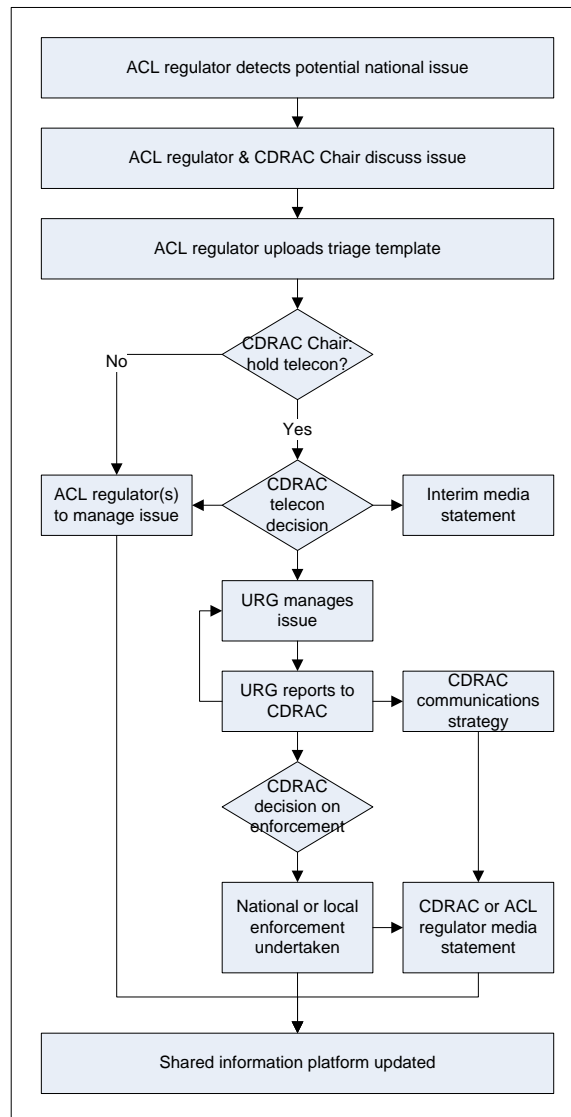 ACL regulator detects potential national issue
ACL regulator & CDRAC Chair discuss issue
ACL regulator uploads triage template
CDRAC Chair:
hold telecon?
No
Yes
ACL regulator(s)
to manage issue
CDRAC
telecon
decision
Interim media
statement
URG manages
issue
URG reports to
CDRAC
CDRAC
communications
strategy
CDRAC
decision on
enforcement
National or local
enforcement
undertaken
CDRAC or ACL
regulator media
statement
Shared information platform updated